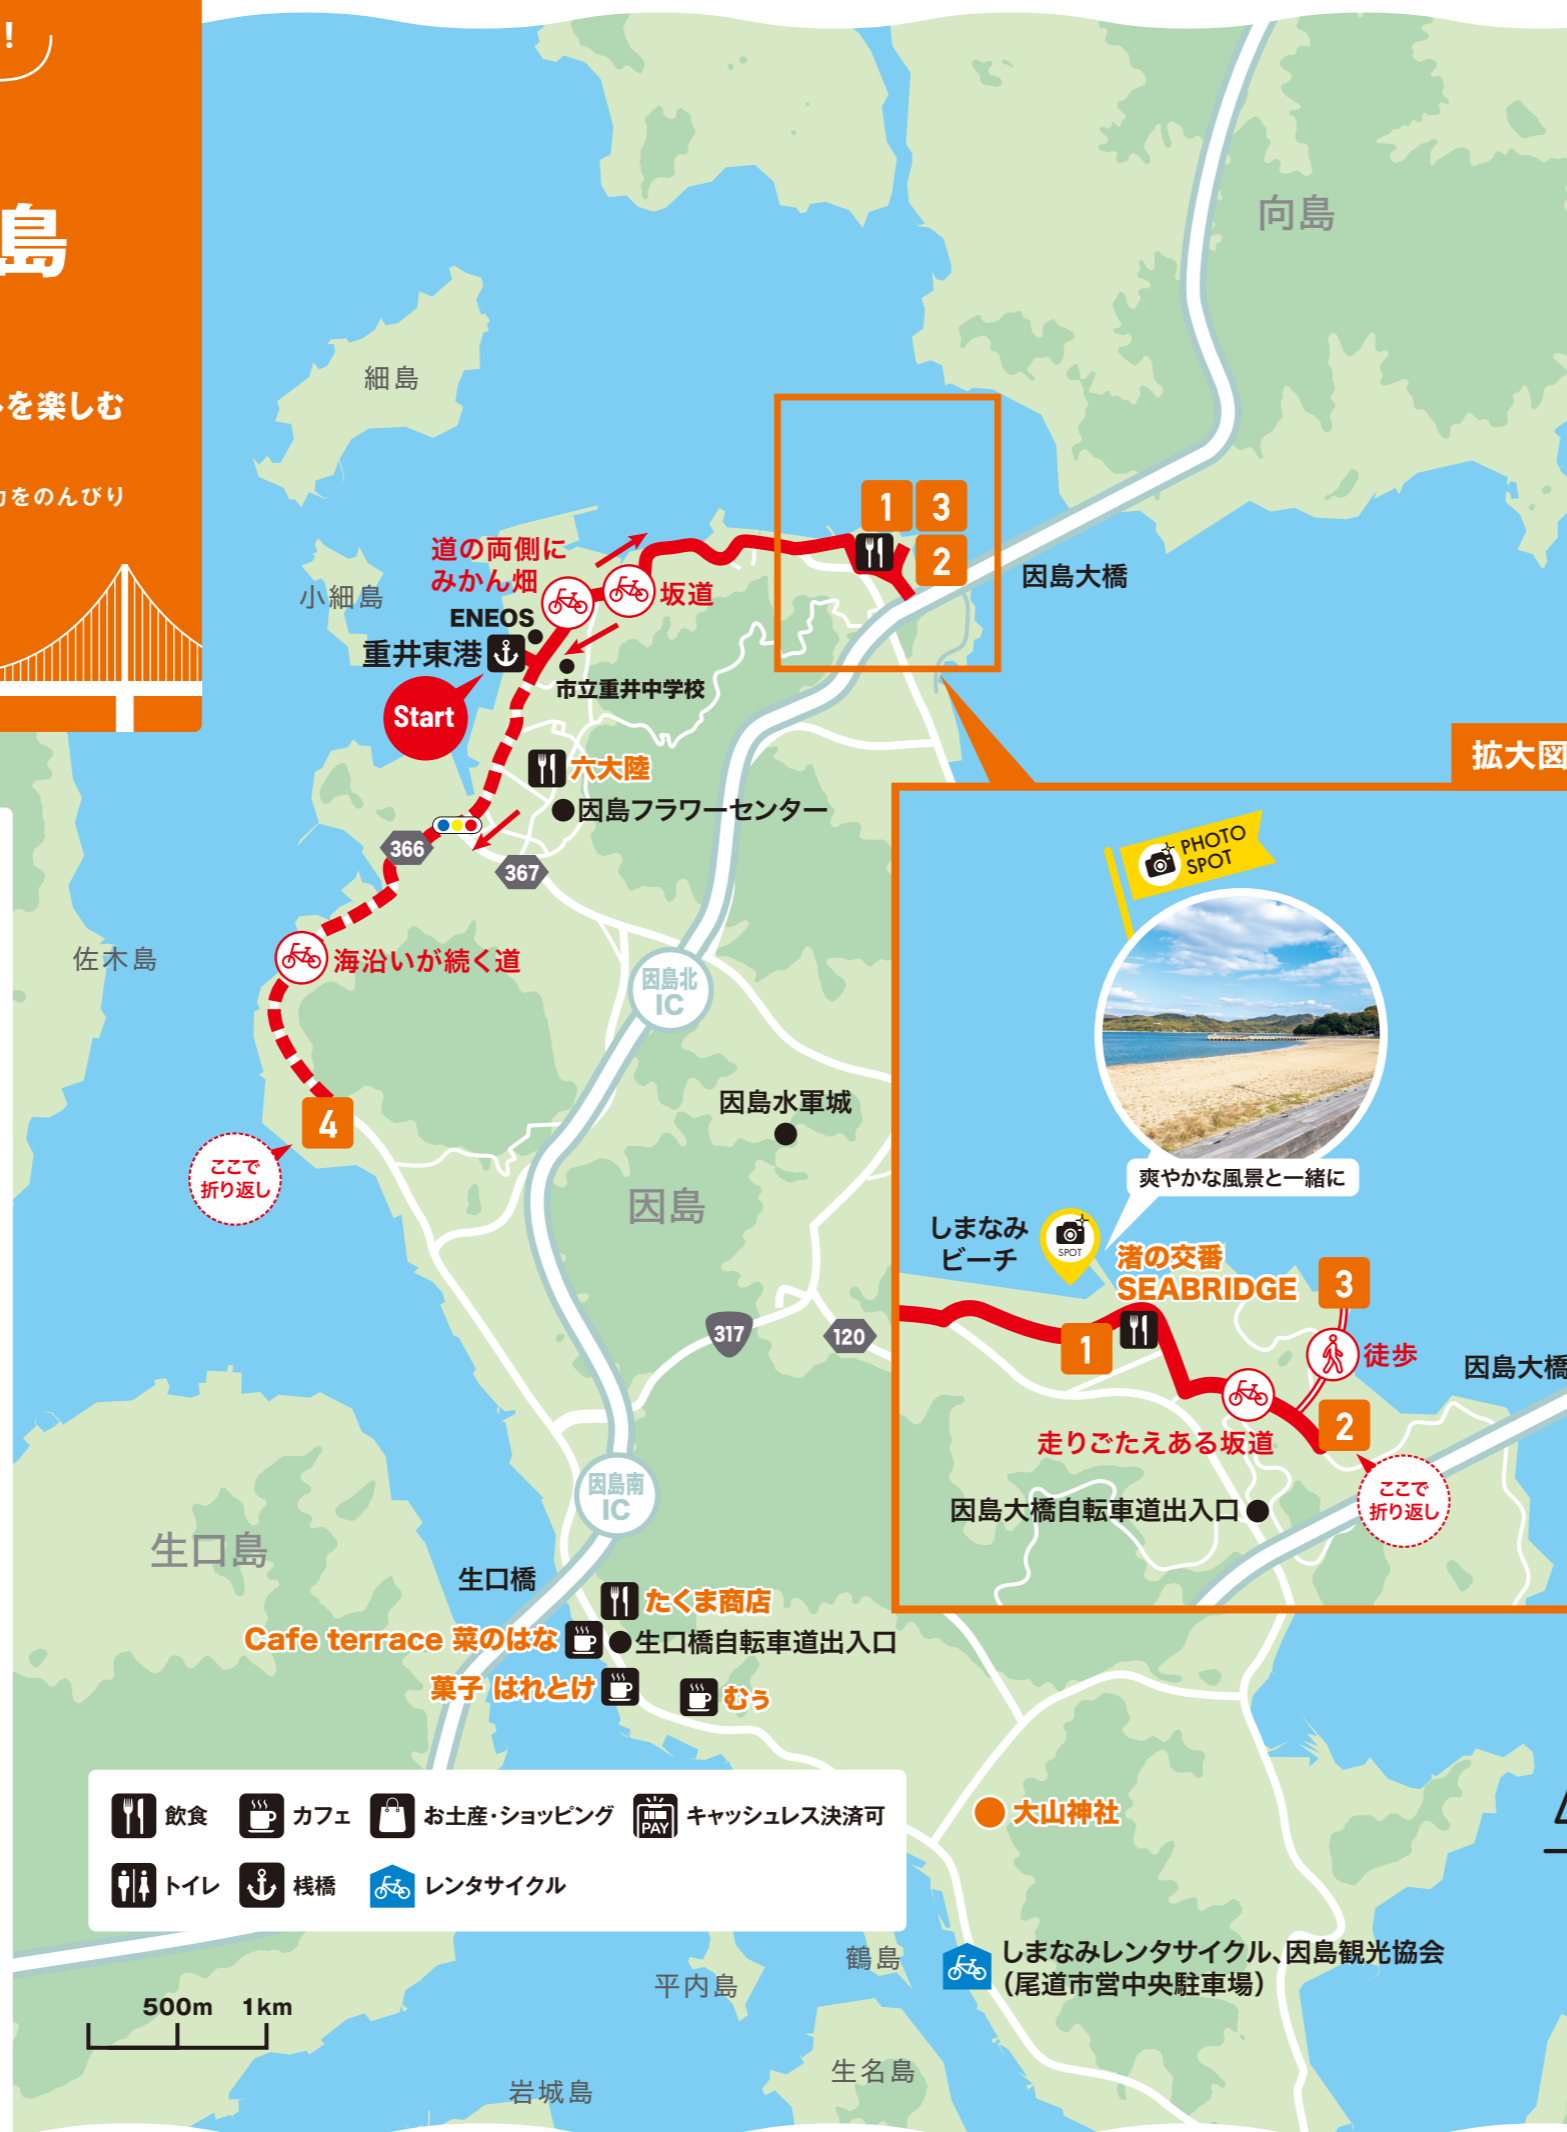 !
島
を楽しむ
をのんびり
向島
細島
小細島
佐木島
道の両側に
みかん畑
坂道
ENEOS
重井東港
市立重井中学校
Start
1
3
2
因島大橋
六大陸
因島フラワーセンター
366
367
海沿いが続く道
4
ここで
折り返し
因島北
IC
因島水軍城
因島
317
120
拡大図
PHOTO
SPOT
爽やかな風景と一緒に
しまなみ
ビーチ
SPOT
渚の交番
SEABRIDGE
3
1
徒歩
因島大橋
2
走りごたえある坂道
ここで
折り返し
因島大橋自転車道出入口
因島南
IC
生口島
生口橋
たくま商店
Cafe terrace 菜のはな
生口橋自転車道出入口
菓子 はれとけ
むぅ
飲食
カフェ
お土産・ショッピング
PAY
キャッシュレス決済可
トイレ
桟橋
レンタサイクル
大山神社
しまなみレンタサイクル、因島観光協会
（尾道市営中央駐車場）
鶴島
平内島
生名島
岩城島
500m 1km